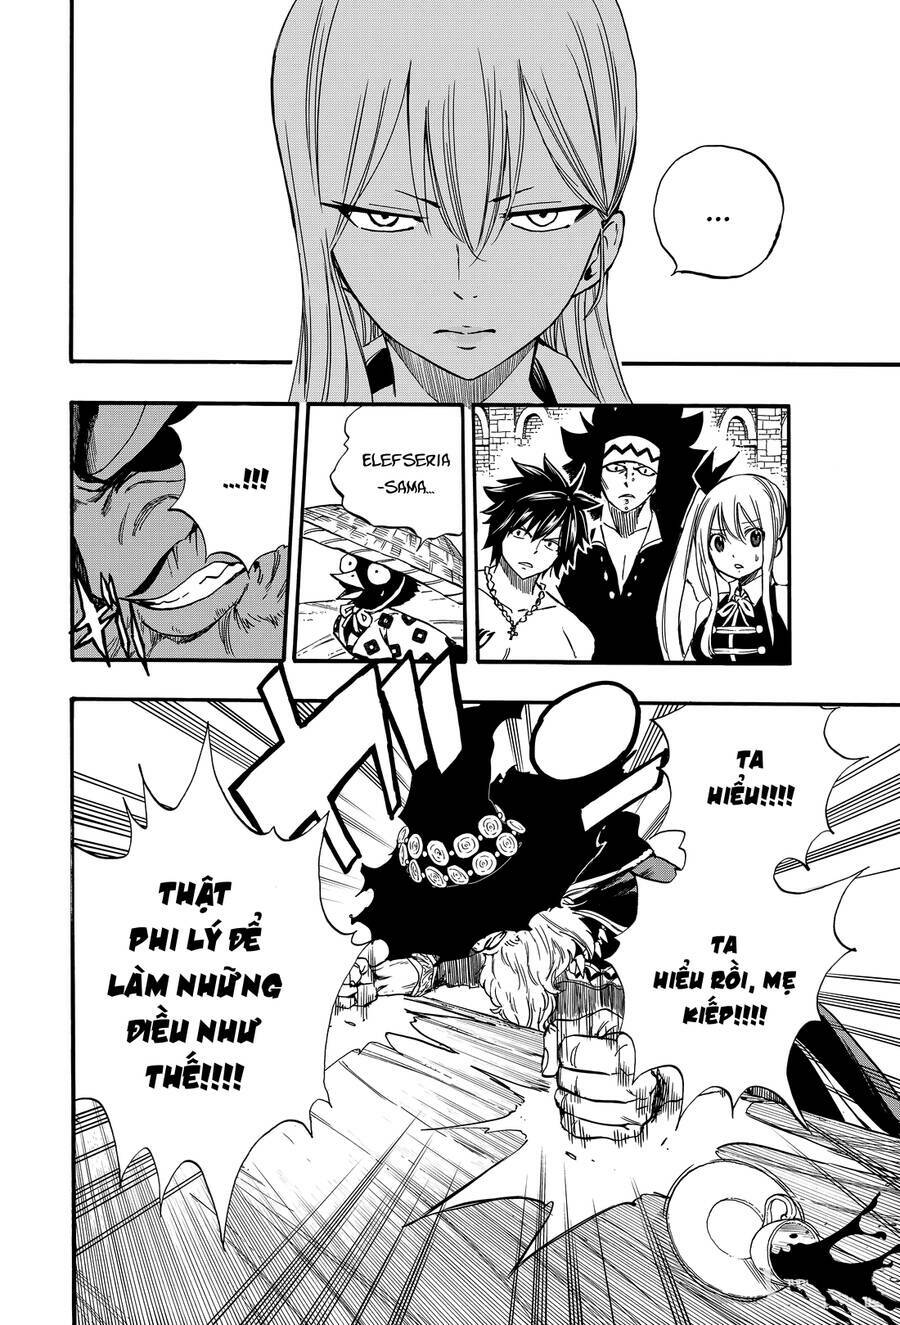 ...
ELEFSERIA
-SAMA...
...!!!
TA
HIỂU!!!!
TA
HIỂU RỒI, MẸ
KIẾP!!!!
THẬT
PHI LÝ ĐỂ
LÀM NHỮNG
ĐIỀU NHƯ
THẾ!!!!